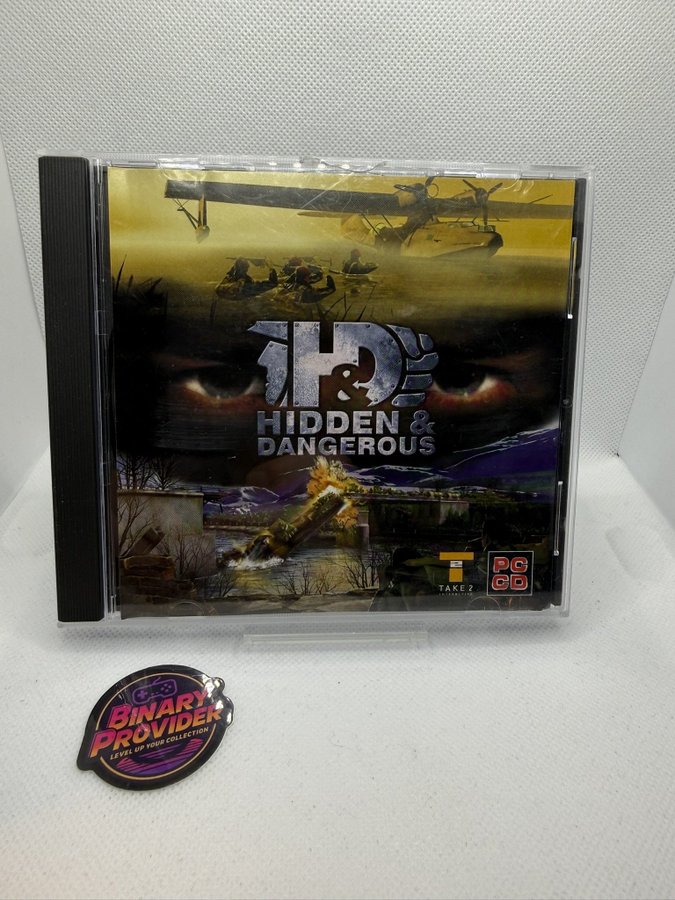 H&D
HIDDEN &
DANGEROUS
T
TAKE 2
INTERACTIVE
PC
CD
BINARY
PROVIDER
LEVEL UP YOUR COLLECTION